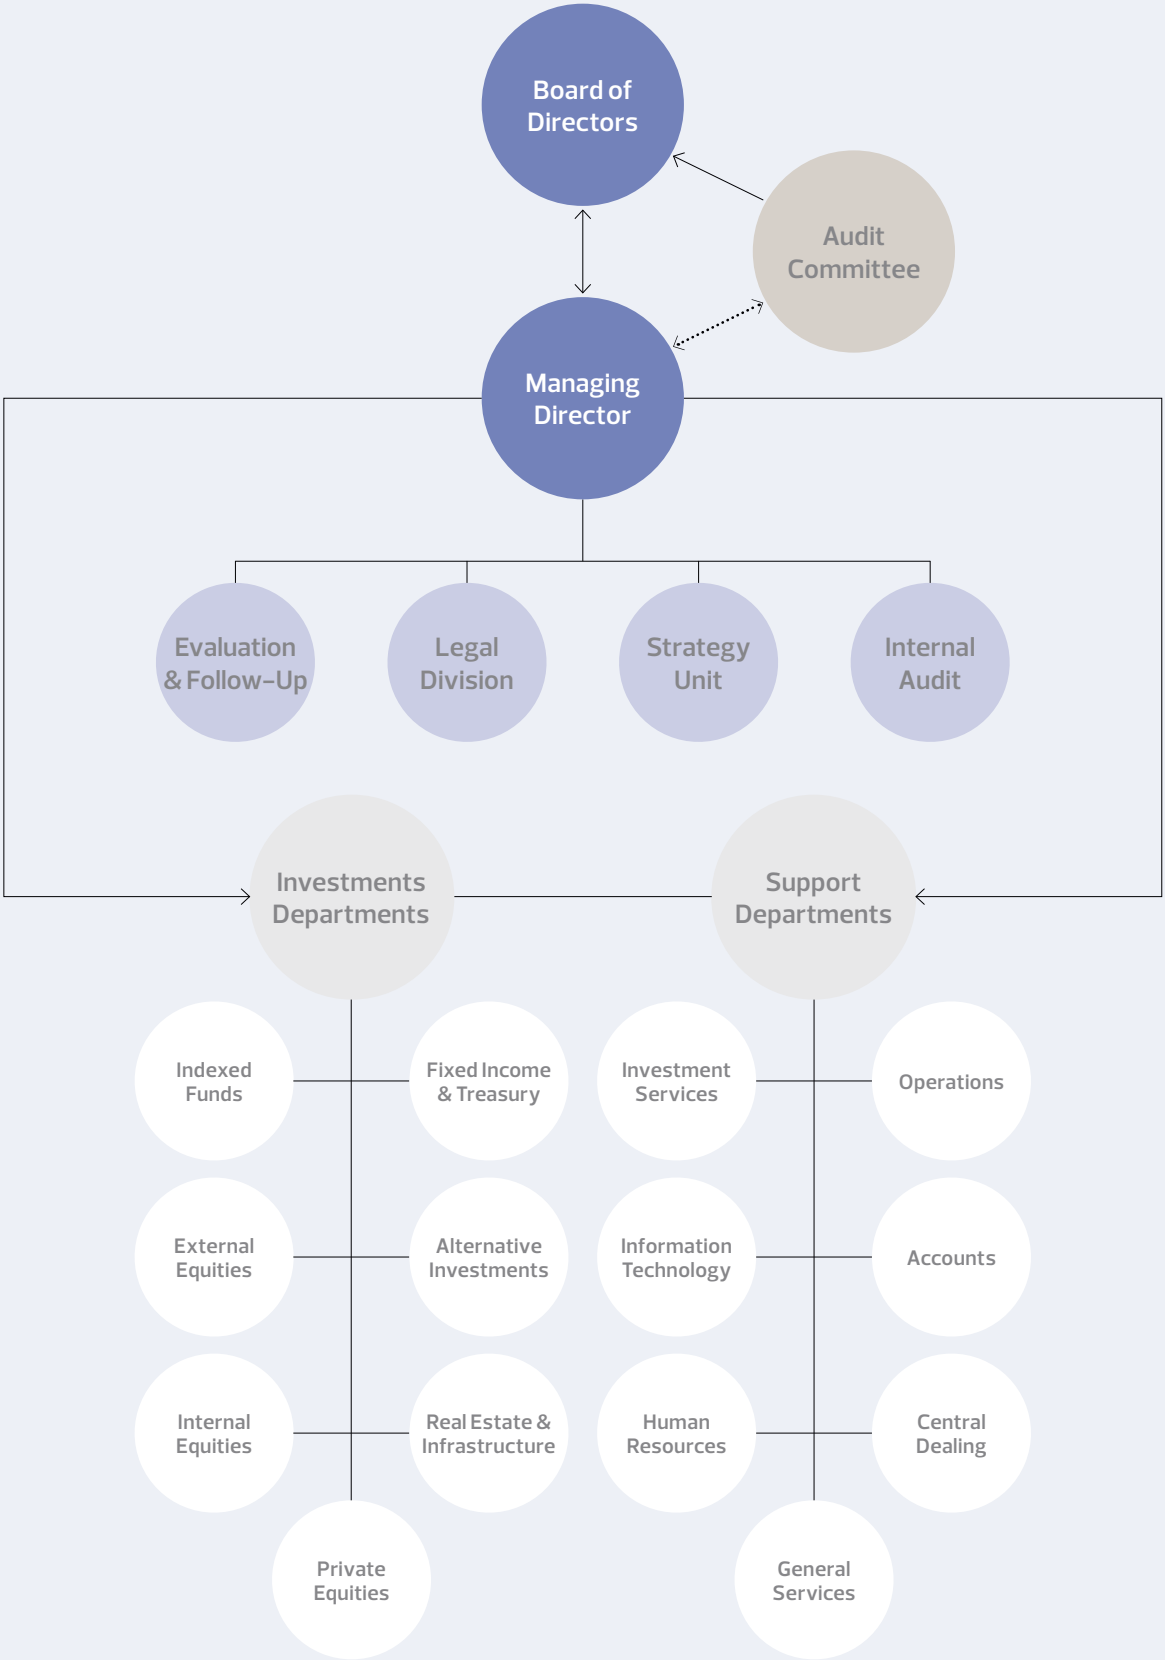 Board of
Directors
Audit
Committee
Managing
Director
Evaluation
& Follow–Up
Legal
Division
Strategy
Unit
Internal
Audit
Investments
Departments
Support
Departments
Indexed
Funds
Fixed Income
& Treasury
Investment
Services
Operations
External
Equities
Alternative
Investments
Information
Technology
Accounts
Internal
Equities
Real Estate &
Infrastructure
Human
Resources
Central
Dealing
Private
Equities
General
Services